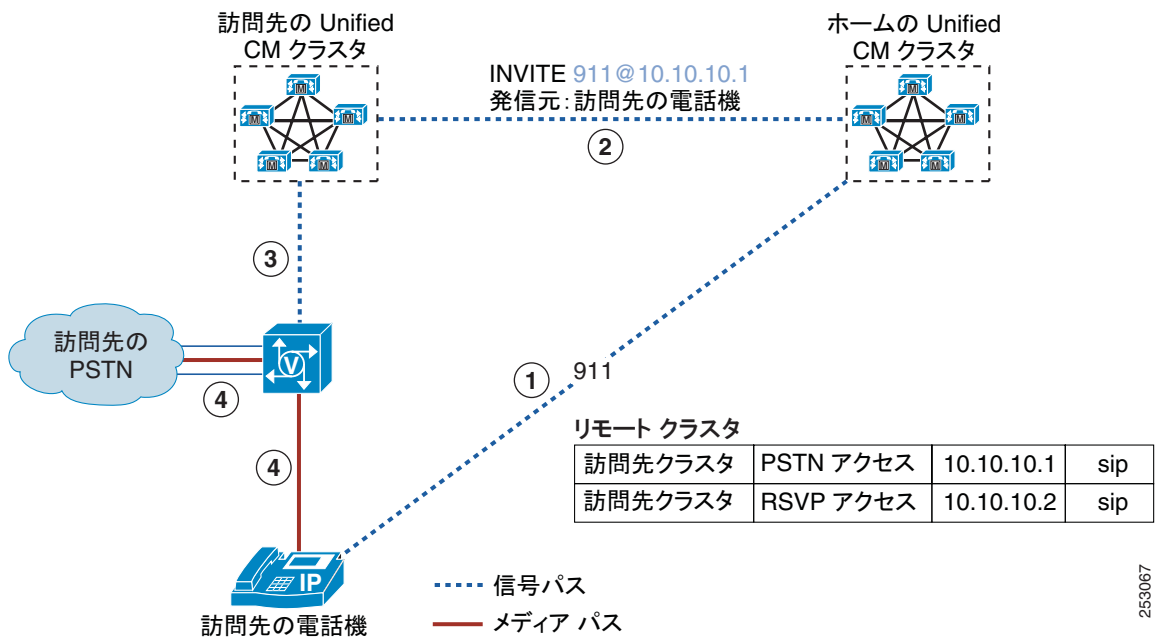 訪問先の Unified
CM クラスタ
ホームの Unified
CM クラスタ
INVITE 911@10.10.10.1
発信元:訪問先の電話機
M
M
M
M
M
M
M
M
M
M
2
3
訪問先の
PSTN
V
4
1
911
4
リモート クラスタ
訪問先クラスタ PSTN アクセス 10.10.10.1 sip
訪問先クラスタ RSVP アクセス 10.10.10.2 sip
IP
訪問先の電話機
信号パス
メディア パス
253067